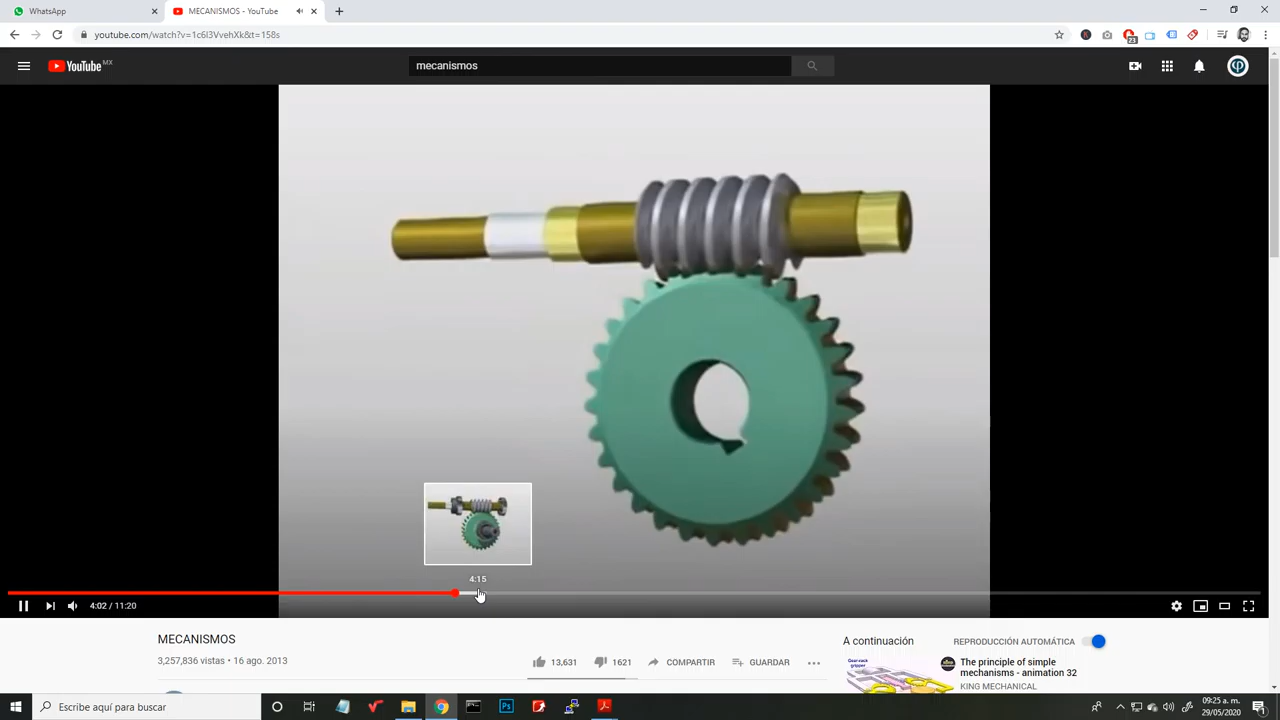 WhatsApp
MECANISMOS - YouTube
youtube.com/watch?v=1c6I3VvehXk&t=158s
23
YouTube MX
mecanismos
4:15
4:02 / 11:20
MECANISMOS
3,257,836 vistas • 16 ago. 2013
13,631
1621
COMPARTIR
GUARDAR
A continuación
REPRODUCCIÓN AUTOMÁTICA
The principle of simple
mechanisms - animation 32
KING MECHANICAL
Escribe aquí para buscar
09:25 a. m.
29/05/2020